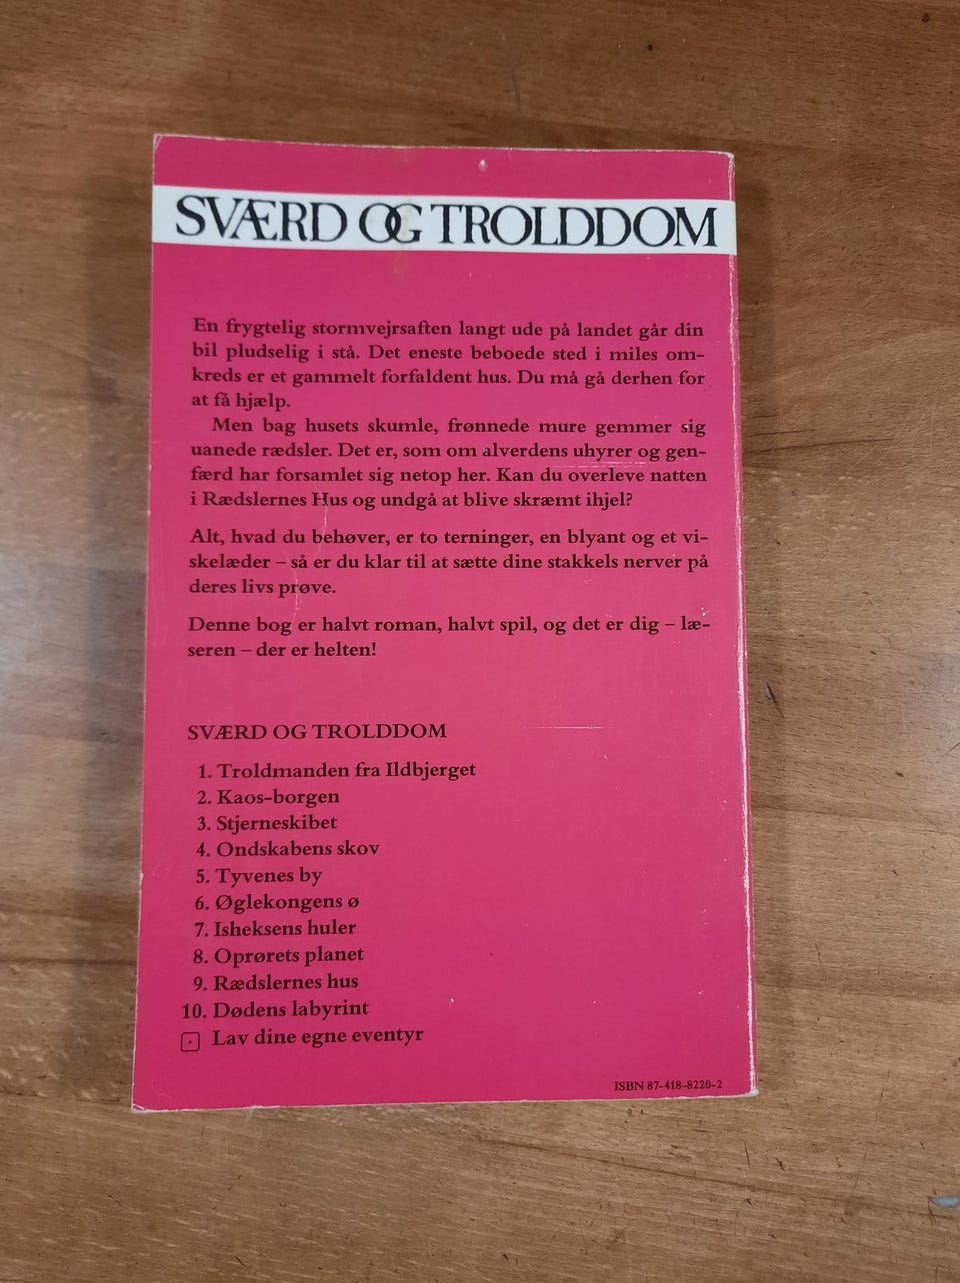 SVÆRD OG TROLDDOM
En frygtelig stormvejrsaften langt ude på landet går din
bil pludselig i stå. Det eneste beboede sted i miles om-
kreds er et gammelt forfaldent hus. Du må gå derhen for
at få hjælp.
Men bag husets skumle, frønnede mure gemmer sig
uanede rædsler. Det er, som om alverdens uhyrer og gen-
færd har forsamlet sig netop her. Kan du overleve natten
i Rædslernes Hus og undgå at blive skræmt ihjel?
Alt, hvad du behøver, er to terninger, en blyant og et vi-
skelæder – så er du klar til at sætte dine stakkels nerver på
deres livs prøve.
Denne bog er halvt roman, halvt spil, og det er dig – læ-
seren – der er helten!
SVÆRD OG TROLDDOM
1. Troldmanden fra Ildbjerget
2. Kaos-borgen
3. Stjerneskibet
4. Ondskabens skov
5. Tyvenes by
6. Øglekongens ø
7. Isheksens huler
8. Oprørets planet
9. Rædslernes hus
10. Dødens labyrint
Lav dine egne eventyr
ISBN 87-418-8220-2